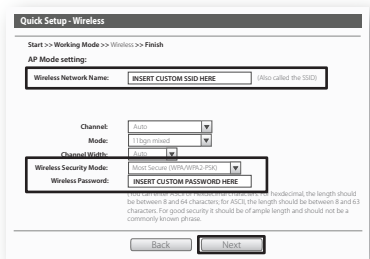 Quick Setup - Wireless
Start >> Working Mode >> Wireless >> Finish
AP Mode setting:
Wireless Network Name: INSERT CUSTOM SSID HERE (Also called the SSID)
Channel: Auto
Mode: 11bgn mixed
Channel Width: Auto
Wireless Security Mode: Most Secure (WPA/WPA2-PSK)
Wireless Password: INSERT CUSTOM PASSWORD HERE
(You can enter ASCII or Hexdecimal characters. For hexdecimal, the length should
be between 8 and 64 characters; for ASCII, the length should be between 8 and 63
characters. For good security it should be of ample length and should not be a
commonly known phrase.
Back Next